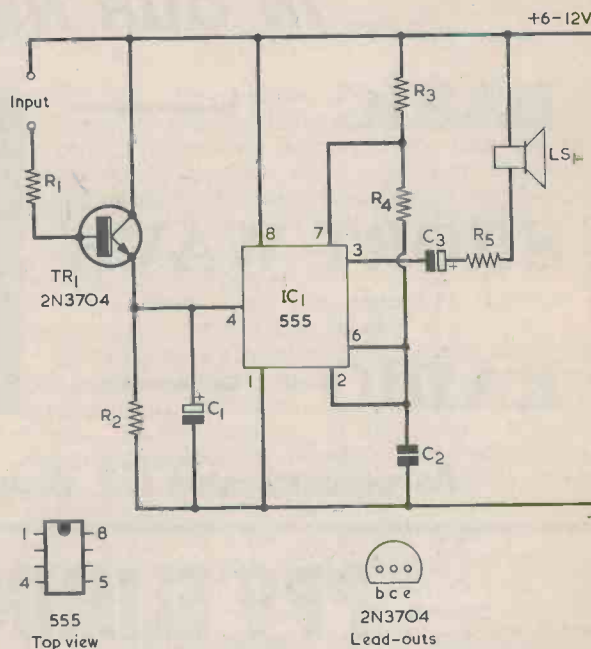 +6-12V
Input
R1
R3
R4
LS1
8
7
3
C3
+
R5
TR1
2N3704
IC1
555
4
6
1
2
R2
+
C1
C2
-
1
8
4
5
555
Top view
b c e
2N3704
Lead-outs